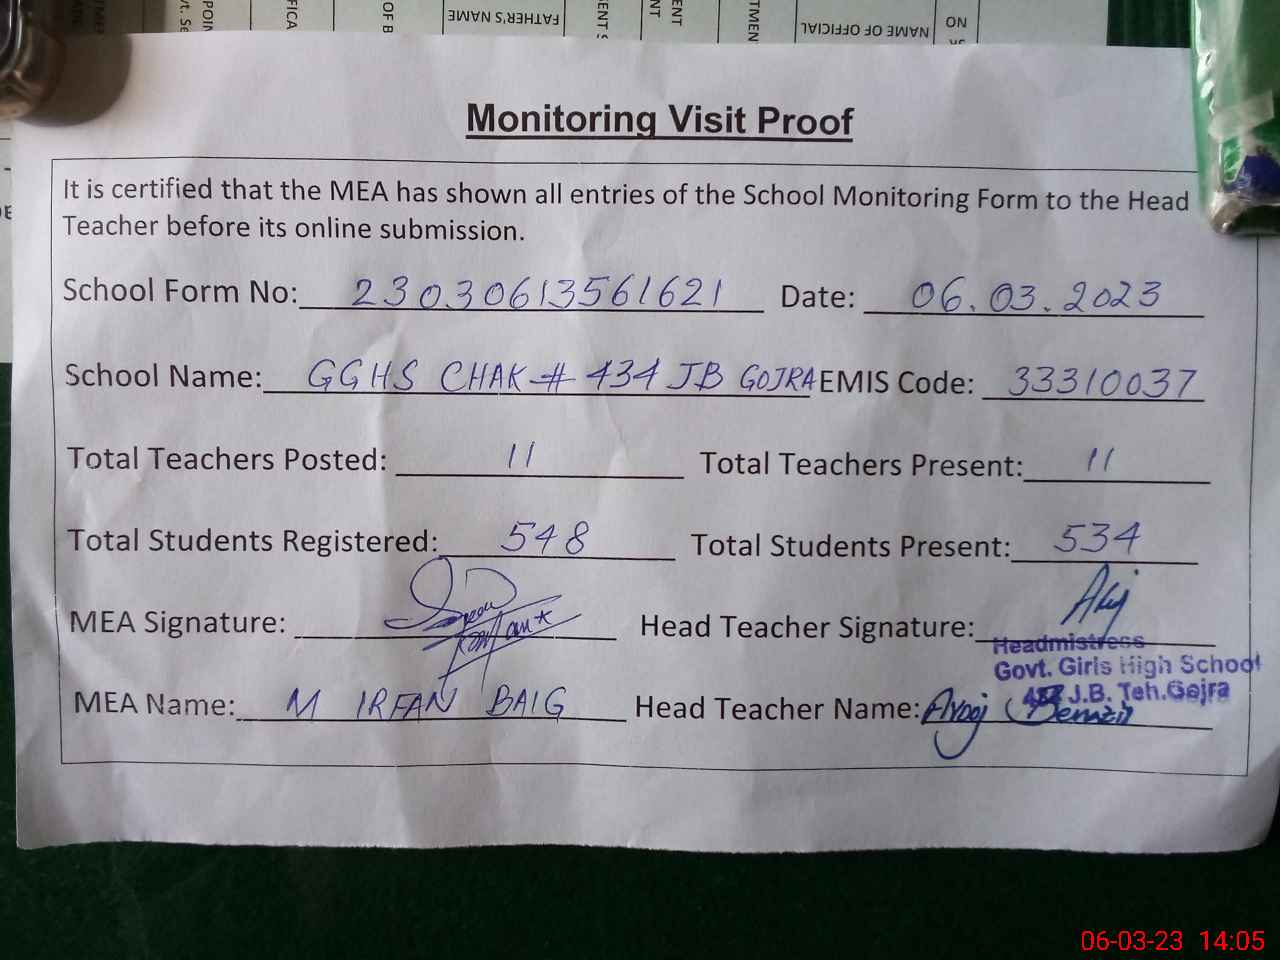 FATHER'S NAME
NAME OF OFFICIAL
NO
Monitoring Visit Proof
It is certified that the MEA has shown all entries of the School Monitoring Form to the Head
Teacher before its online submission.
School Form No: 23030613561621 Date: 06.03.2023
School Name: GGHS CHAK # 434 JB GOJRA EMIS Code: 33310037
Total Teachers Posted: 11 Total Teachers Present: 11
Total Students Registered: 548 Total Students Present: 534
MEA Signature: Head Teacher Signature:
Headmistress
Govt. Girls High School
J.B. Teh.Gojra
MEA Name: M IRFAN BAIG Head Teacher Name:
06-03-23 14:05